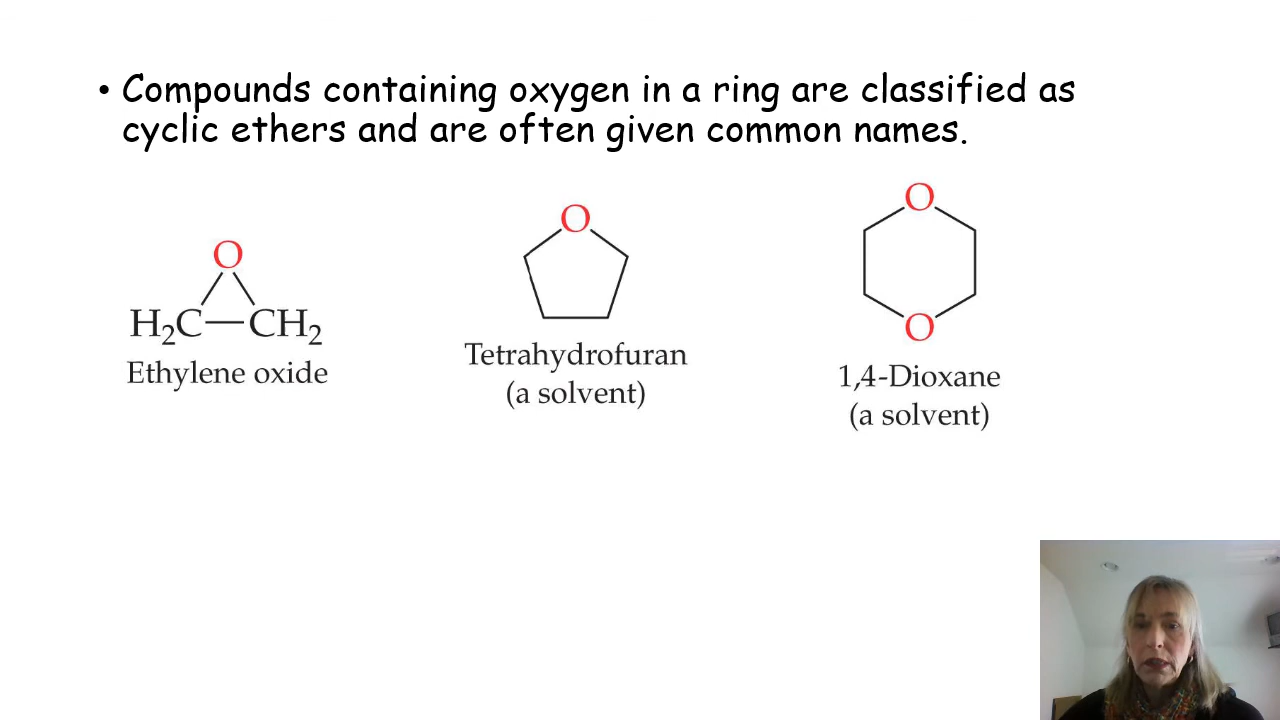 • Compounds containing oxygen in a ring are classified as
cyclic ethers and are often given common names.
O
H₂C—CH₂
Ethylene oxide
O
Tetrahydrofuran
(a solvent)
O
O
1,4-Dioxane
(a solvent)